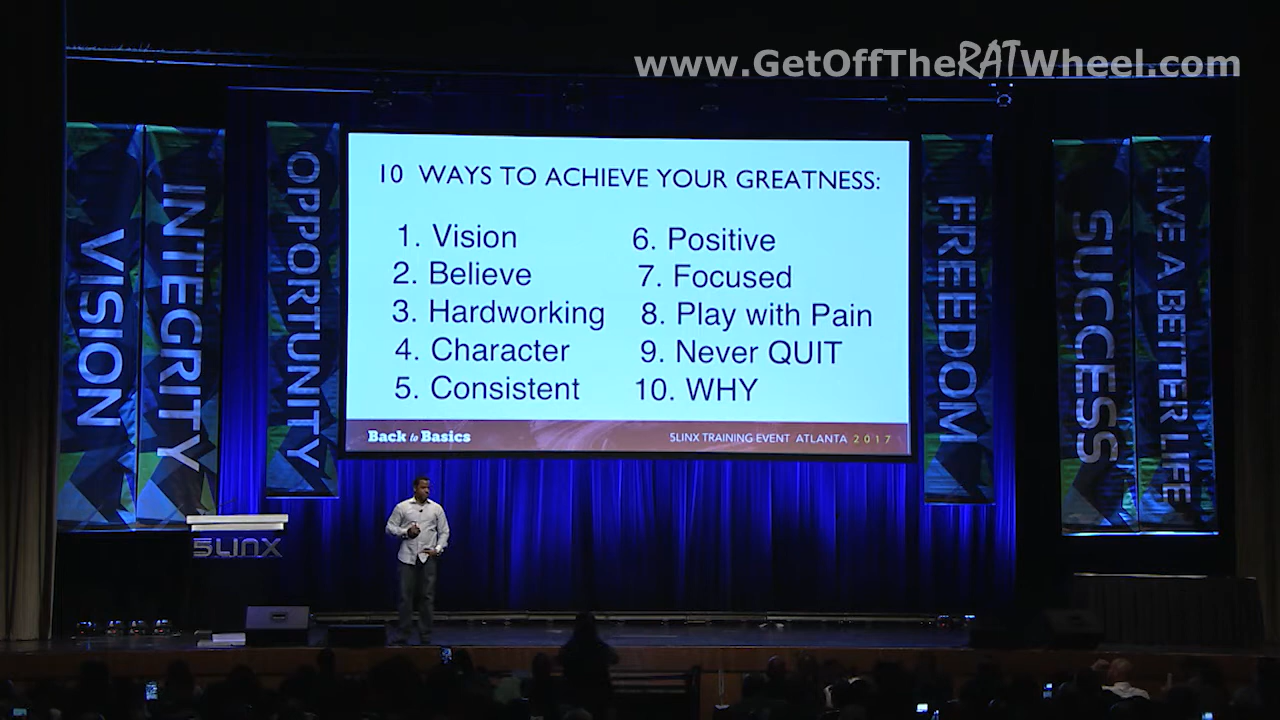 www.GetOffTheRATWheel.com
VISION
INTEGRITY
OPPORTUNITY
10 WAYS TO ACHIEVE YOUR GREATNESS:
1. Vision
2. Believe
3. Hardworking
4. Character
5. Consistent
6. Positive
7. Focused
8. Play with Pain
9. Never QUIT
10. WHY
Back to Basics
5LINX TRAINING EVENT ATLANTA 2017
FREEDOM
SUCCESS
LIVE A BETTER LIFE
5LINX